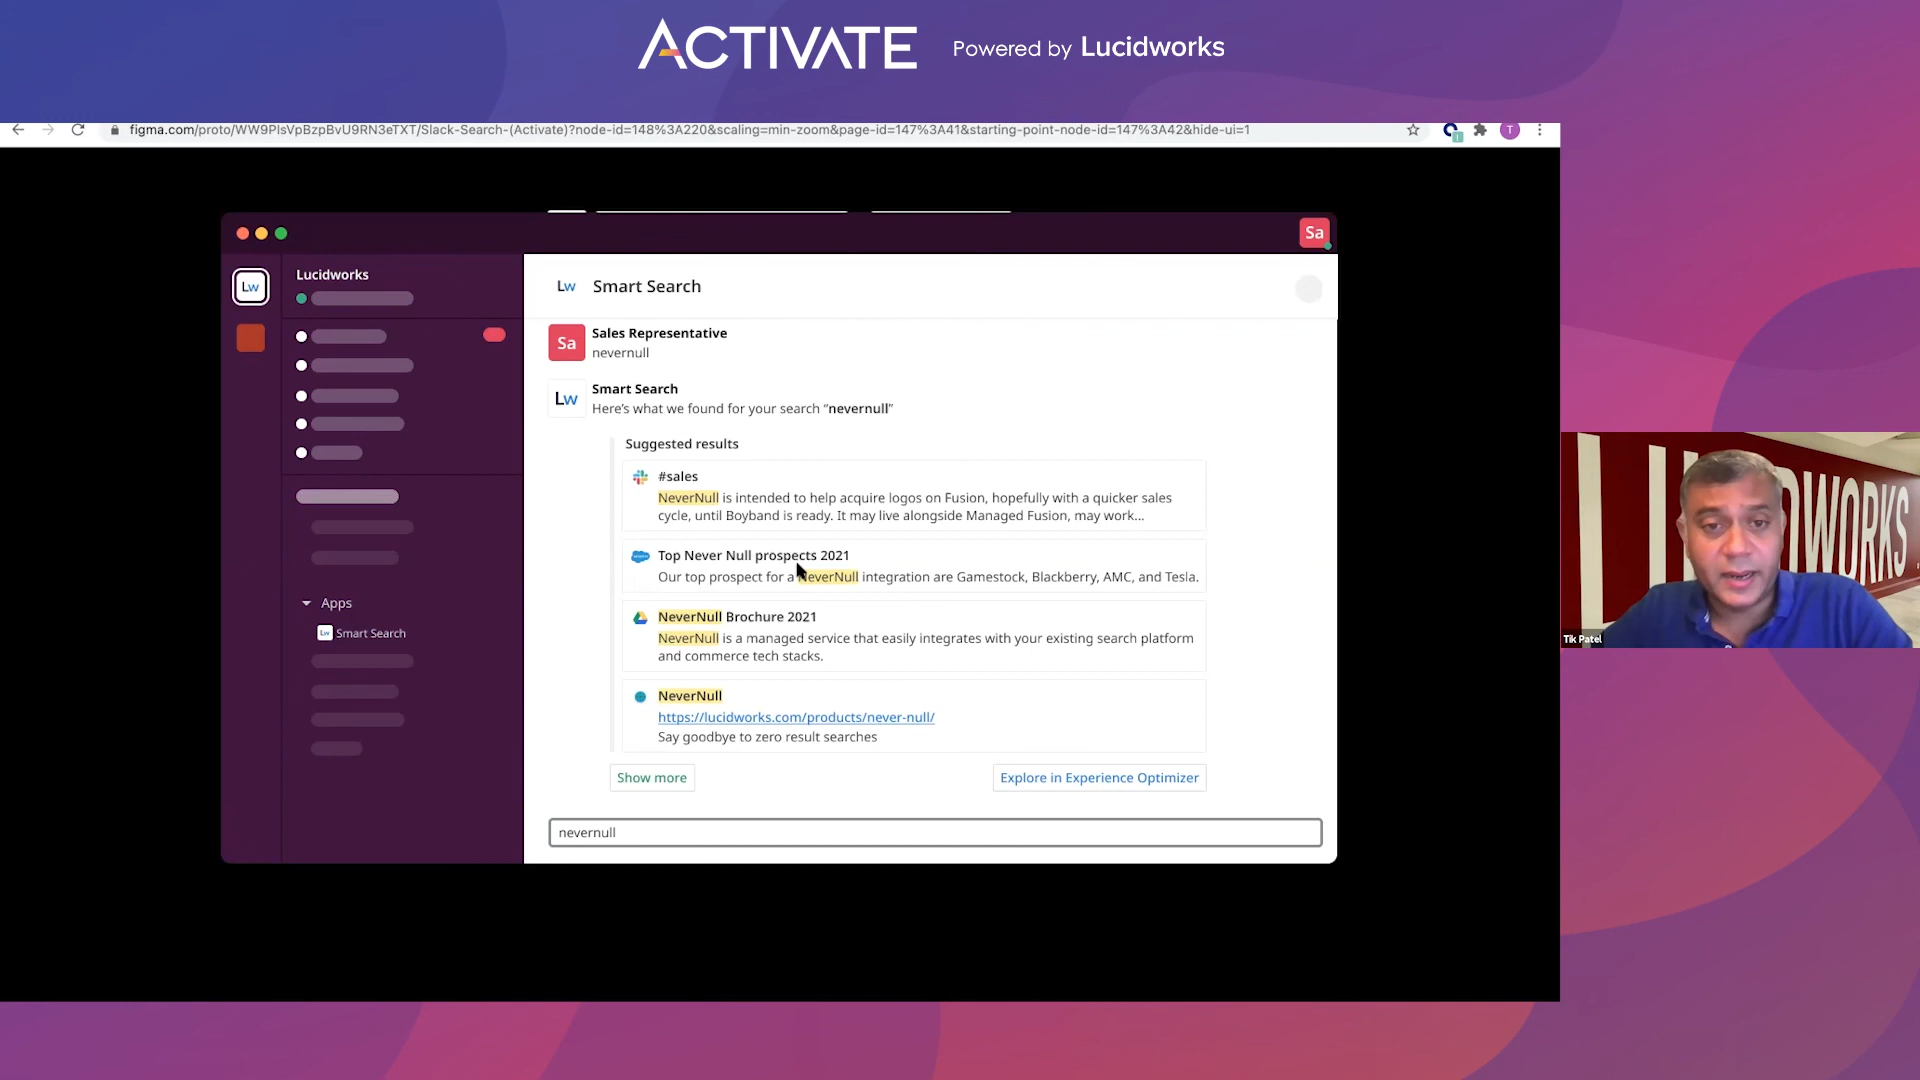 ACTIVATE Powered by Lucidworks
figma.com/proto/WW9PlsVpBzpBvU9RN3eTXT/Slack-Search-(Activate)?node-id=148%3A220&scaling=min-zoom&page-id=147%3A41&starting-point-node-id=147%3A42&hide-ui=1
T
Sa
Lw
Lucidworks
Lw Smart Search
Sa
Sales Representative
nevernull
Lw
Smart Search
Here's what we found for your search “nevernull”
Suggested results
#sales
NeverNull is intended to help acquire logos on Fusion, hopefully with a quicker sales
cycle, until Boyband is ready. It may live alongside Managed Fusion, may work...
Top Never Null prospects 2021
Our top prospect for a NeverNull integration are Gamestock, Blackberry, AMC, and Tesla.
NeverNull Brochure 2021
NeverNull is a managed service that easily integrates with your existing search platform
and commerce tech stacks.
NeverNull
https://lucidworks.com/products/never-null/
Say goodbye to zero result searches
Show more
Explore in Experience Optimizer
nevernull
Apps
Lw Smart Search
WORKS
Tik Patel